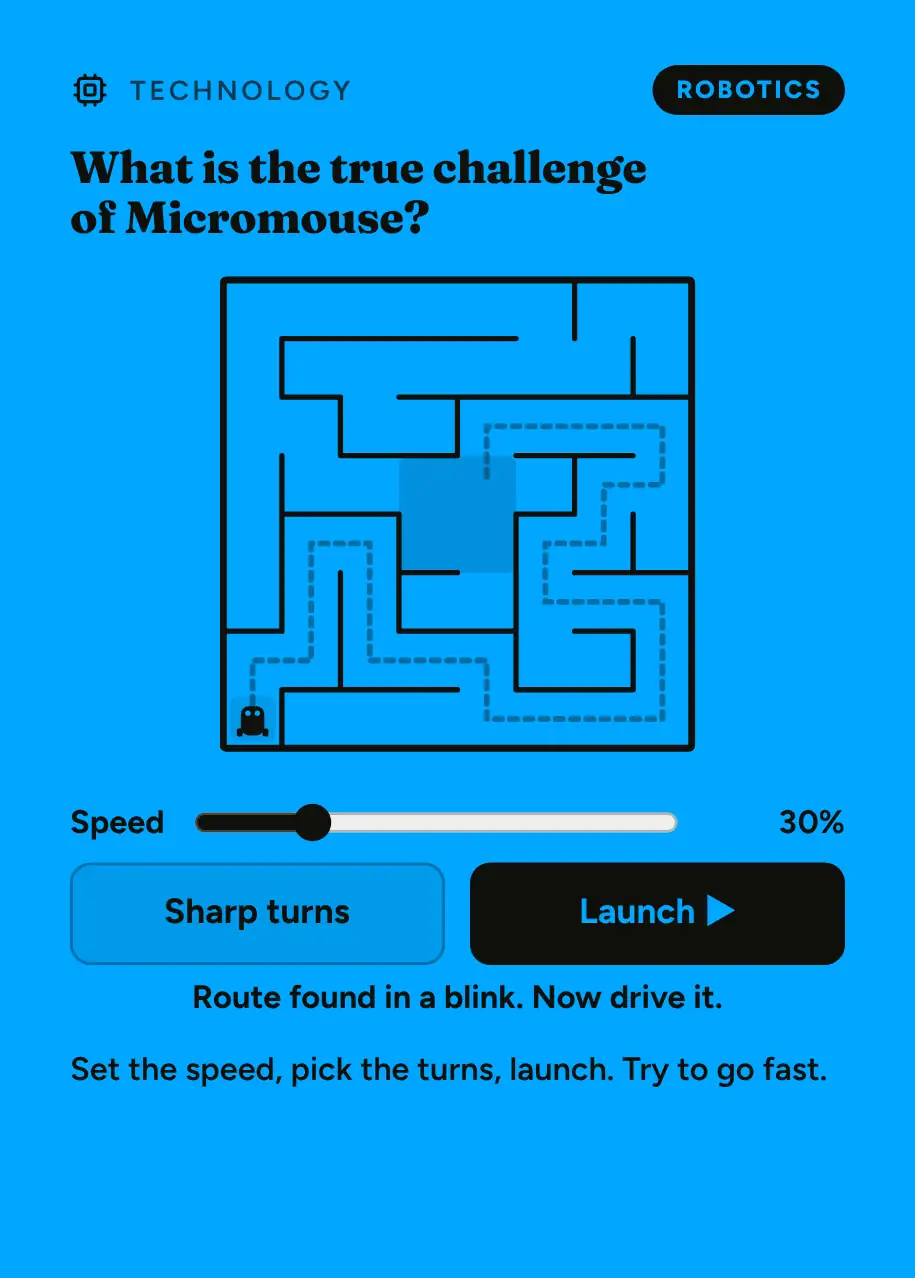 TECHNOLOGY
ROBOTICS
What is the true challenge
of Micromouse?
Speed
30%
Sharp turns
Launch ▶
Route found in a blink. Now drive it.
Set the speed, pick the turns, launch. Try to go fast.